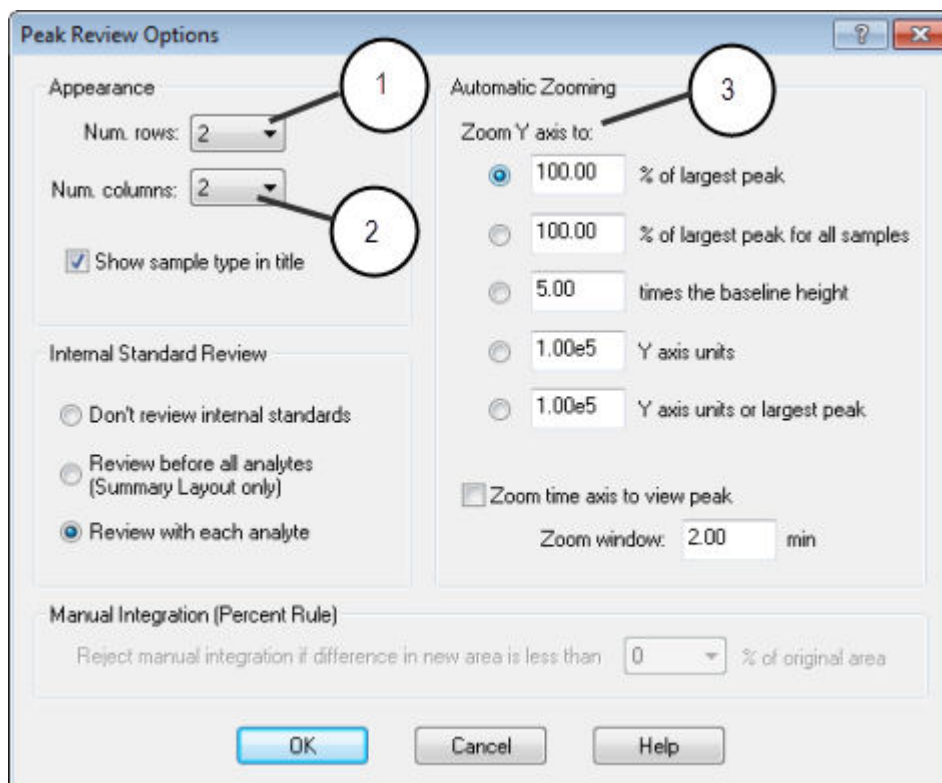 Peak Review Options
?
Appearance
1
Num. rows: 2
Num. columns: 2
2
Show sample type in title
Automatic Zooming
3
Zoom Y axis to:
100.00 % of largest peak
100.00 % of largest peak for all samples
5.00 times the baseline height
1.00e5 Y axis units
1.00e5 Y axis units or largest peak
Zoom time axis to view peak
Zoom window: 2.00 min
Internal Standard Review
Don't review internal standards
Review before all analytes
(Summary Layout only)
Review with each analyte
Manual Integration (Percent Rule)
Reject manual integration if difference in new area is less than 0 % of original area
OK Cancel Help